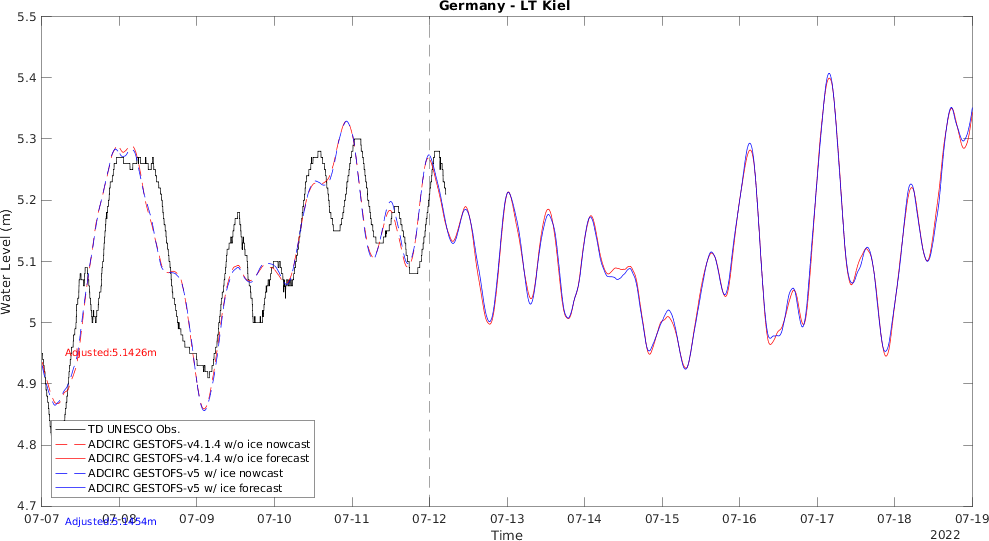 Germany - LT Kiel
5.5
5.4
5.3
5.2
5.1
5
4.9
4.8
4.7
Water Level (m)
Adjusted:5.1426m
TD UNESCO Obs.
ADCIRC GESTOFS-v4.1.4 w/o ice nowcast
ADCIRC GESTOFS-v4.1.4 w/o ice forecast
ADCIRC GESTOFS-v5 w/ ice nowcast
ADCIRC GESTOFS-v5 w/ ice forecast
07-07 07-08 07-09 07-10 07-11 07-12 07-13 07-14 07-15 07-16 07-17 07-18 07-19
Adjusted:5.1454m
Time
2022